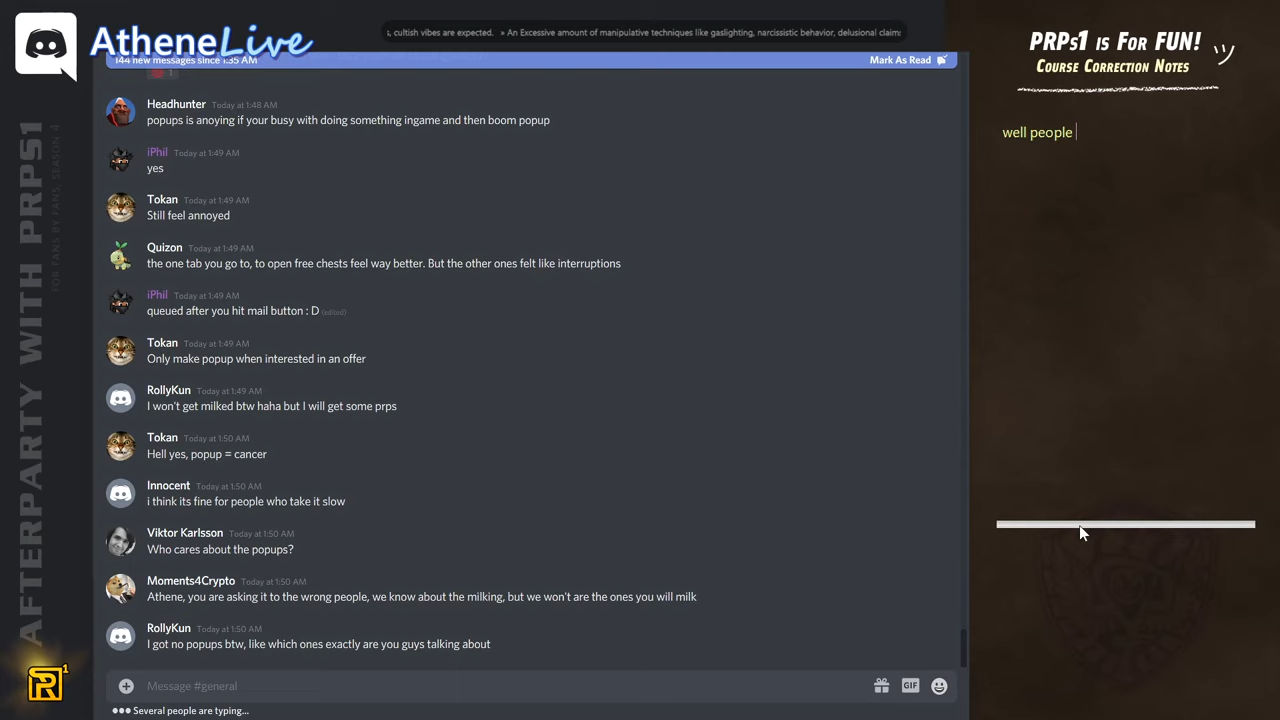 AtheneLive
s, cultish vibes are expected. » An Excessive amount of manipulative techniques like gaslighting, narcissistic behavior, delusional claims
144 new messages since 1:35 AM
Mark As Read
1
Headhunter Today at 1:48 AM
popups is anoying if your busy with doing something ingame and then boom popup
iPhil Today at 1:49 AM
yes
Tokan Today at 1:49 AM
Still feel annoyed
Quizon Today at 1:49 AM
the one tab you go to, to open free chests feel way better. But the other ones felt like interruptions
iPhil Today at 1:49 AM
queued after you hit mail button : D (edited)
Tokan Today at 1:49 AM
Only make popup when interested in an offer
RollyKun Today at 1:49 AM
I won't get milked btw haha but I will get some prps
Tokan Today at 1:50 AM
Hell yes, popup = cancer
Innocent Today at 1:50 AM
i think its fine for people who take it slow
Viktor Karlsson Today at 1:50 AM
Who cares about the popups?
Moments4Crypto Today at 1:50 AM
Athene, you are asking it to the wrong people, we know about the milking, but we won't are the ones you will milk
RollyKun Today at 1:50 AM
I got no popups btw, like which ones exactly are you guys talking about
Message #general
GIF
Several people are typing...
AFTERPARTY WITH PRPS1
FOR FANS BY FANS, SEASON 4
R1
PRPs1 is For FUN! ツ
Course Correction Notes
well people